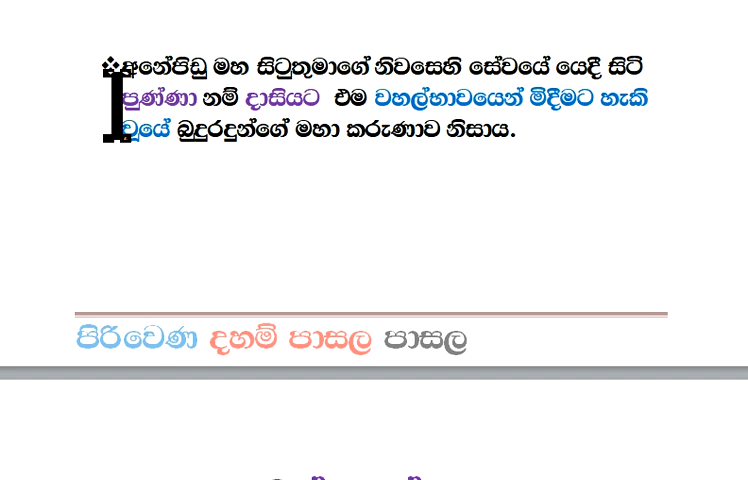 ❖අනේපිඩු මහ සිටුතුමාගේ නිවසෙහි සේවයේ යෙදී සිටි
පුණ්ණා නම් දාසියට එම වහල්භාවයෙන් මිදීමට හැකි
වූයේ බුදුරදුන්ගේ මහා කරුණාව නිසාය.
පිරිවෙණ දහම් පාසල පාසල